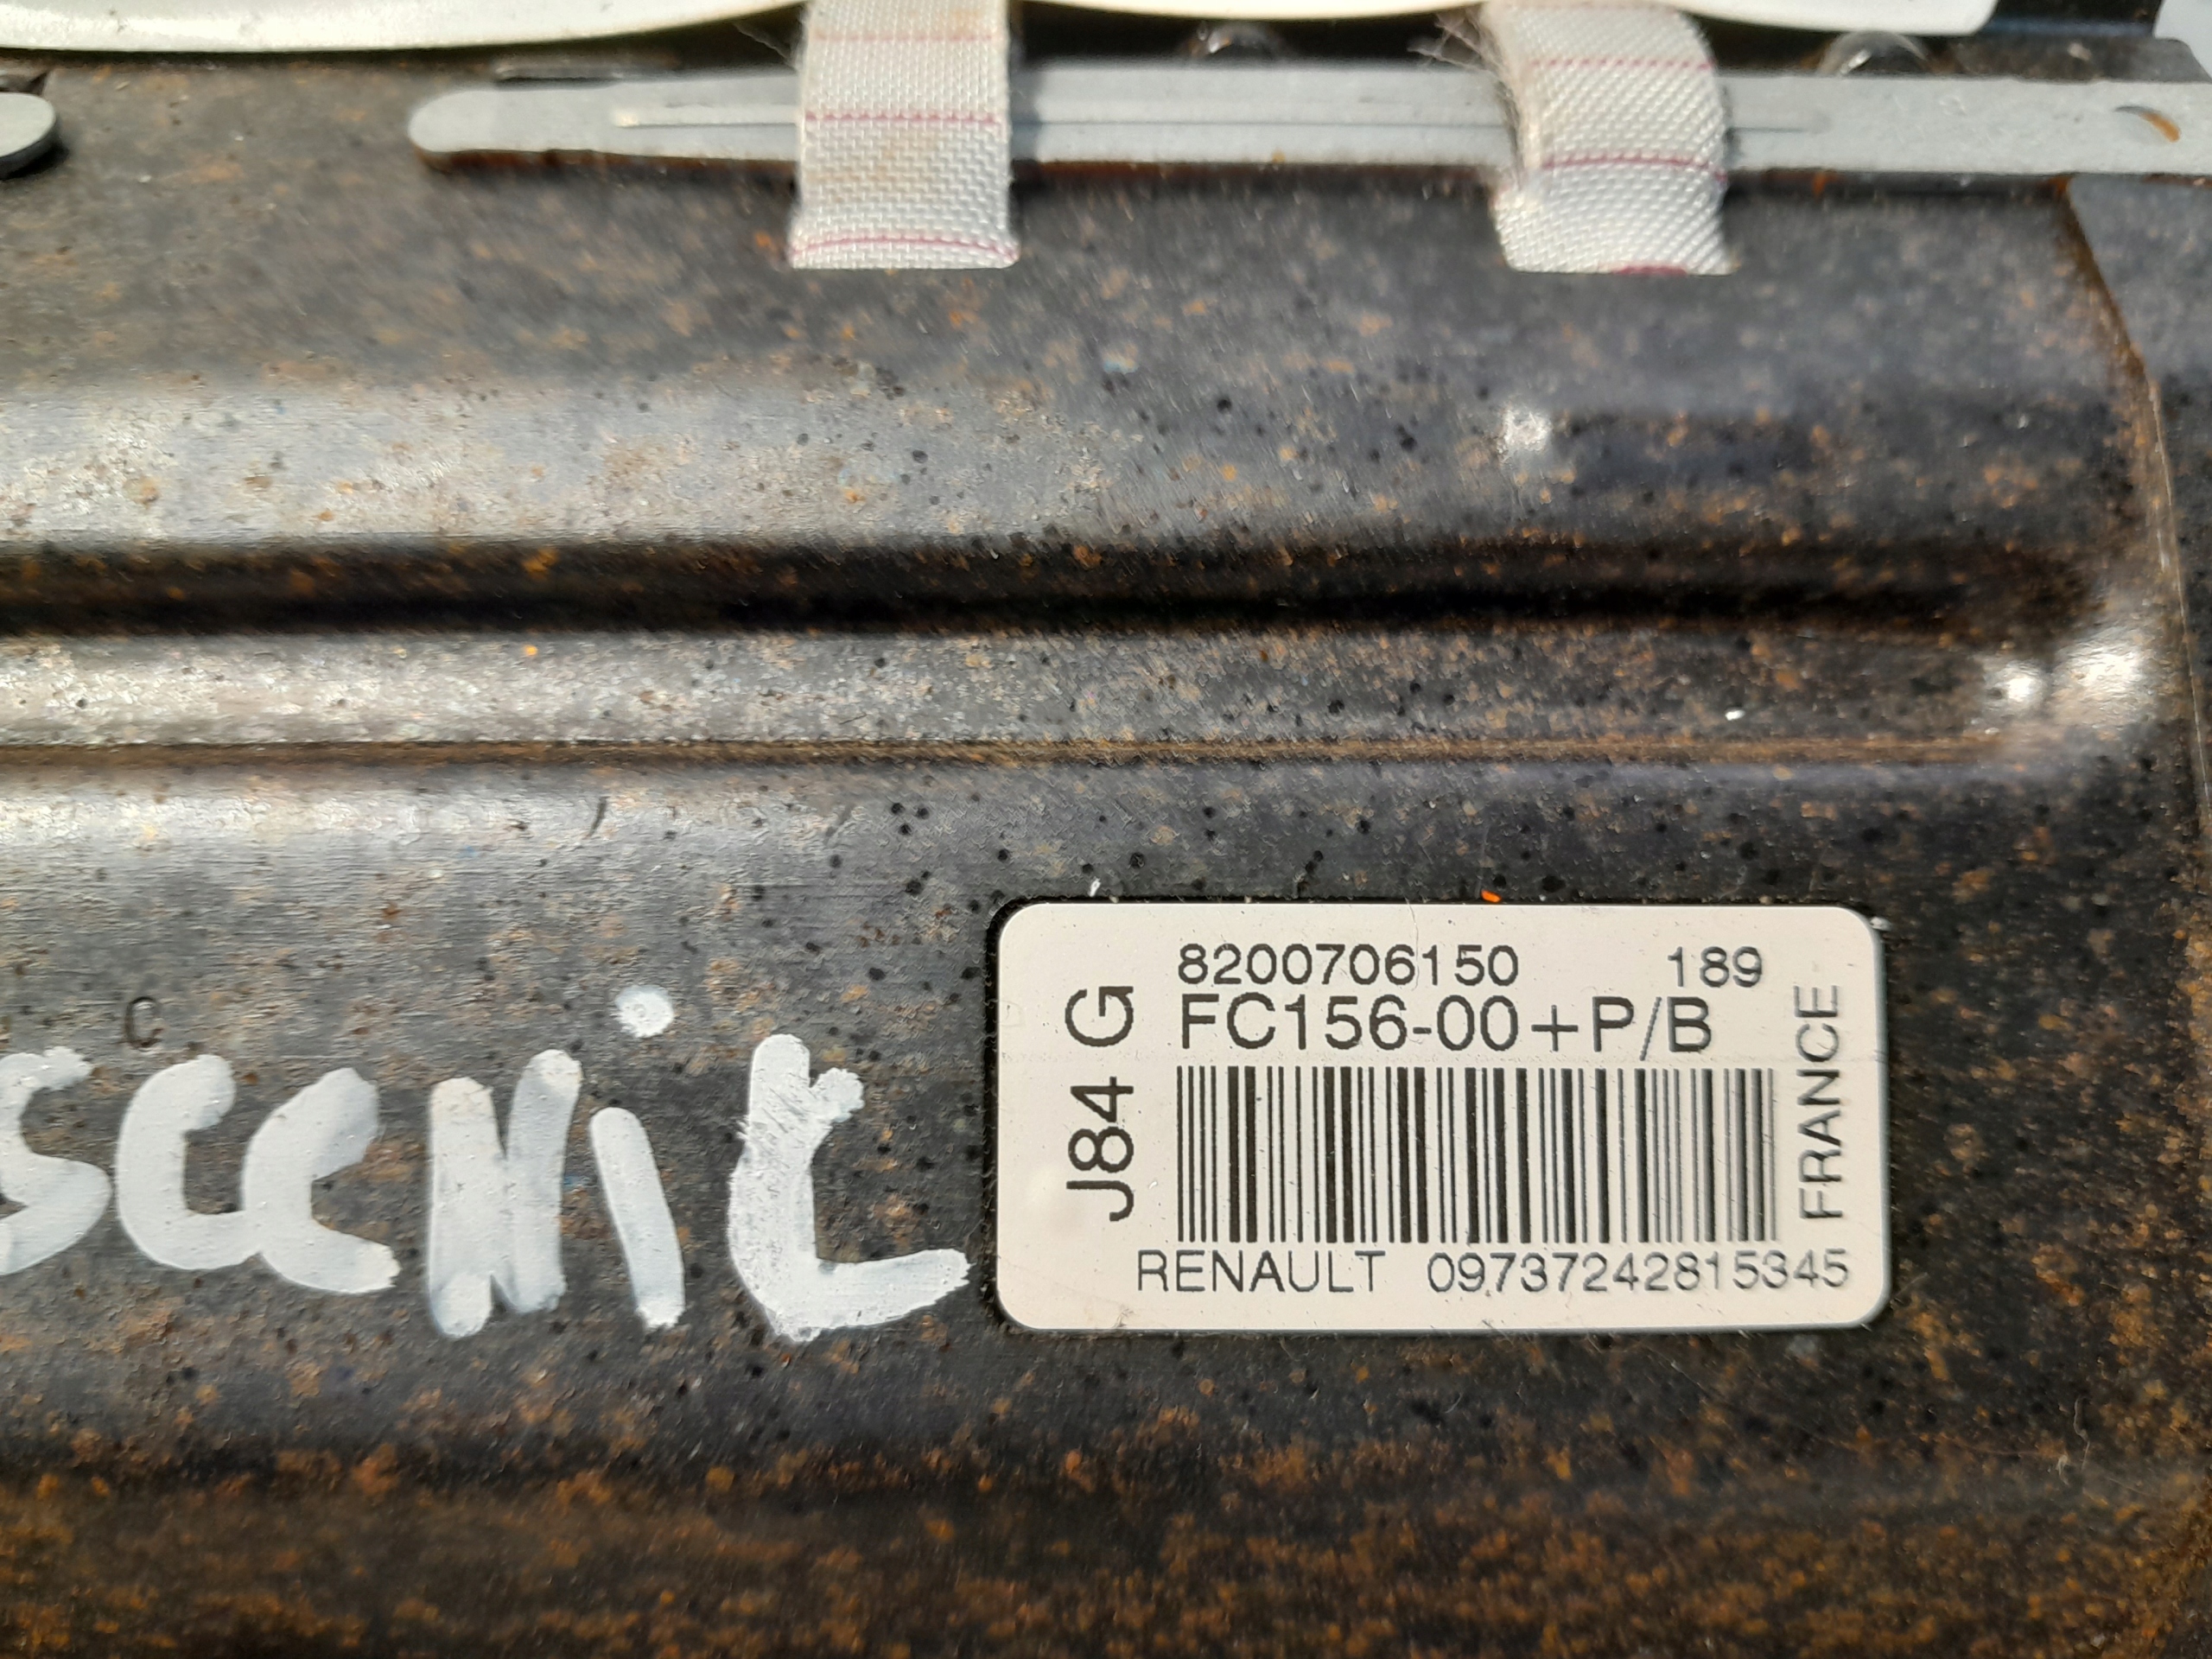 8200706150 189
FC156-00+P/B
J84 G
FRANCE
RENAULT 09737242815345
scenic
C